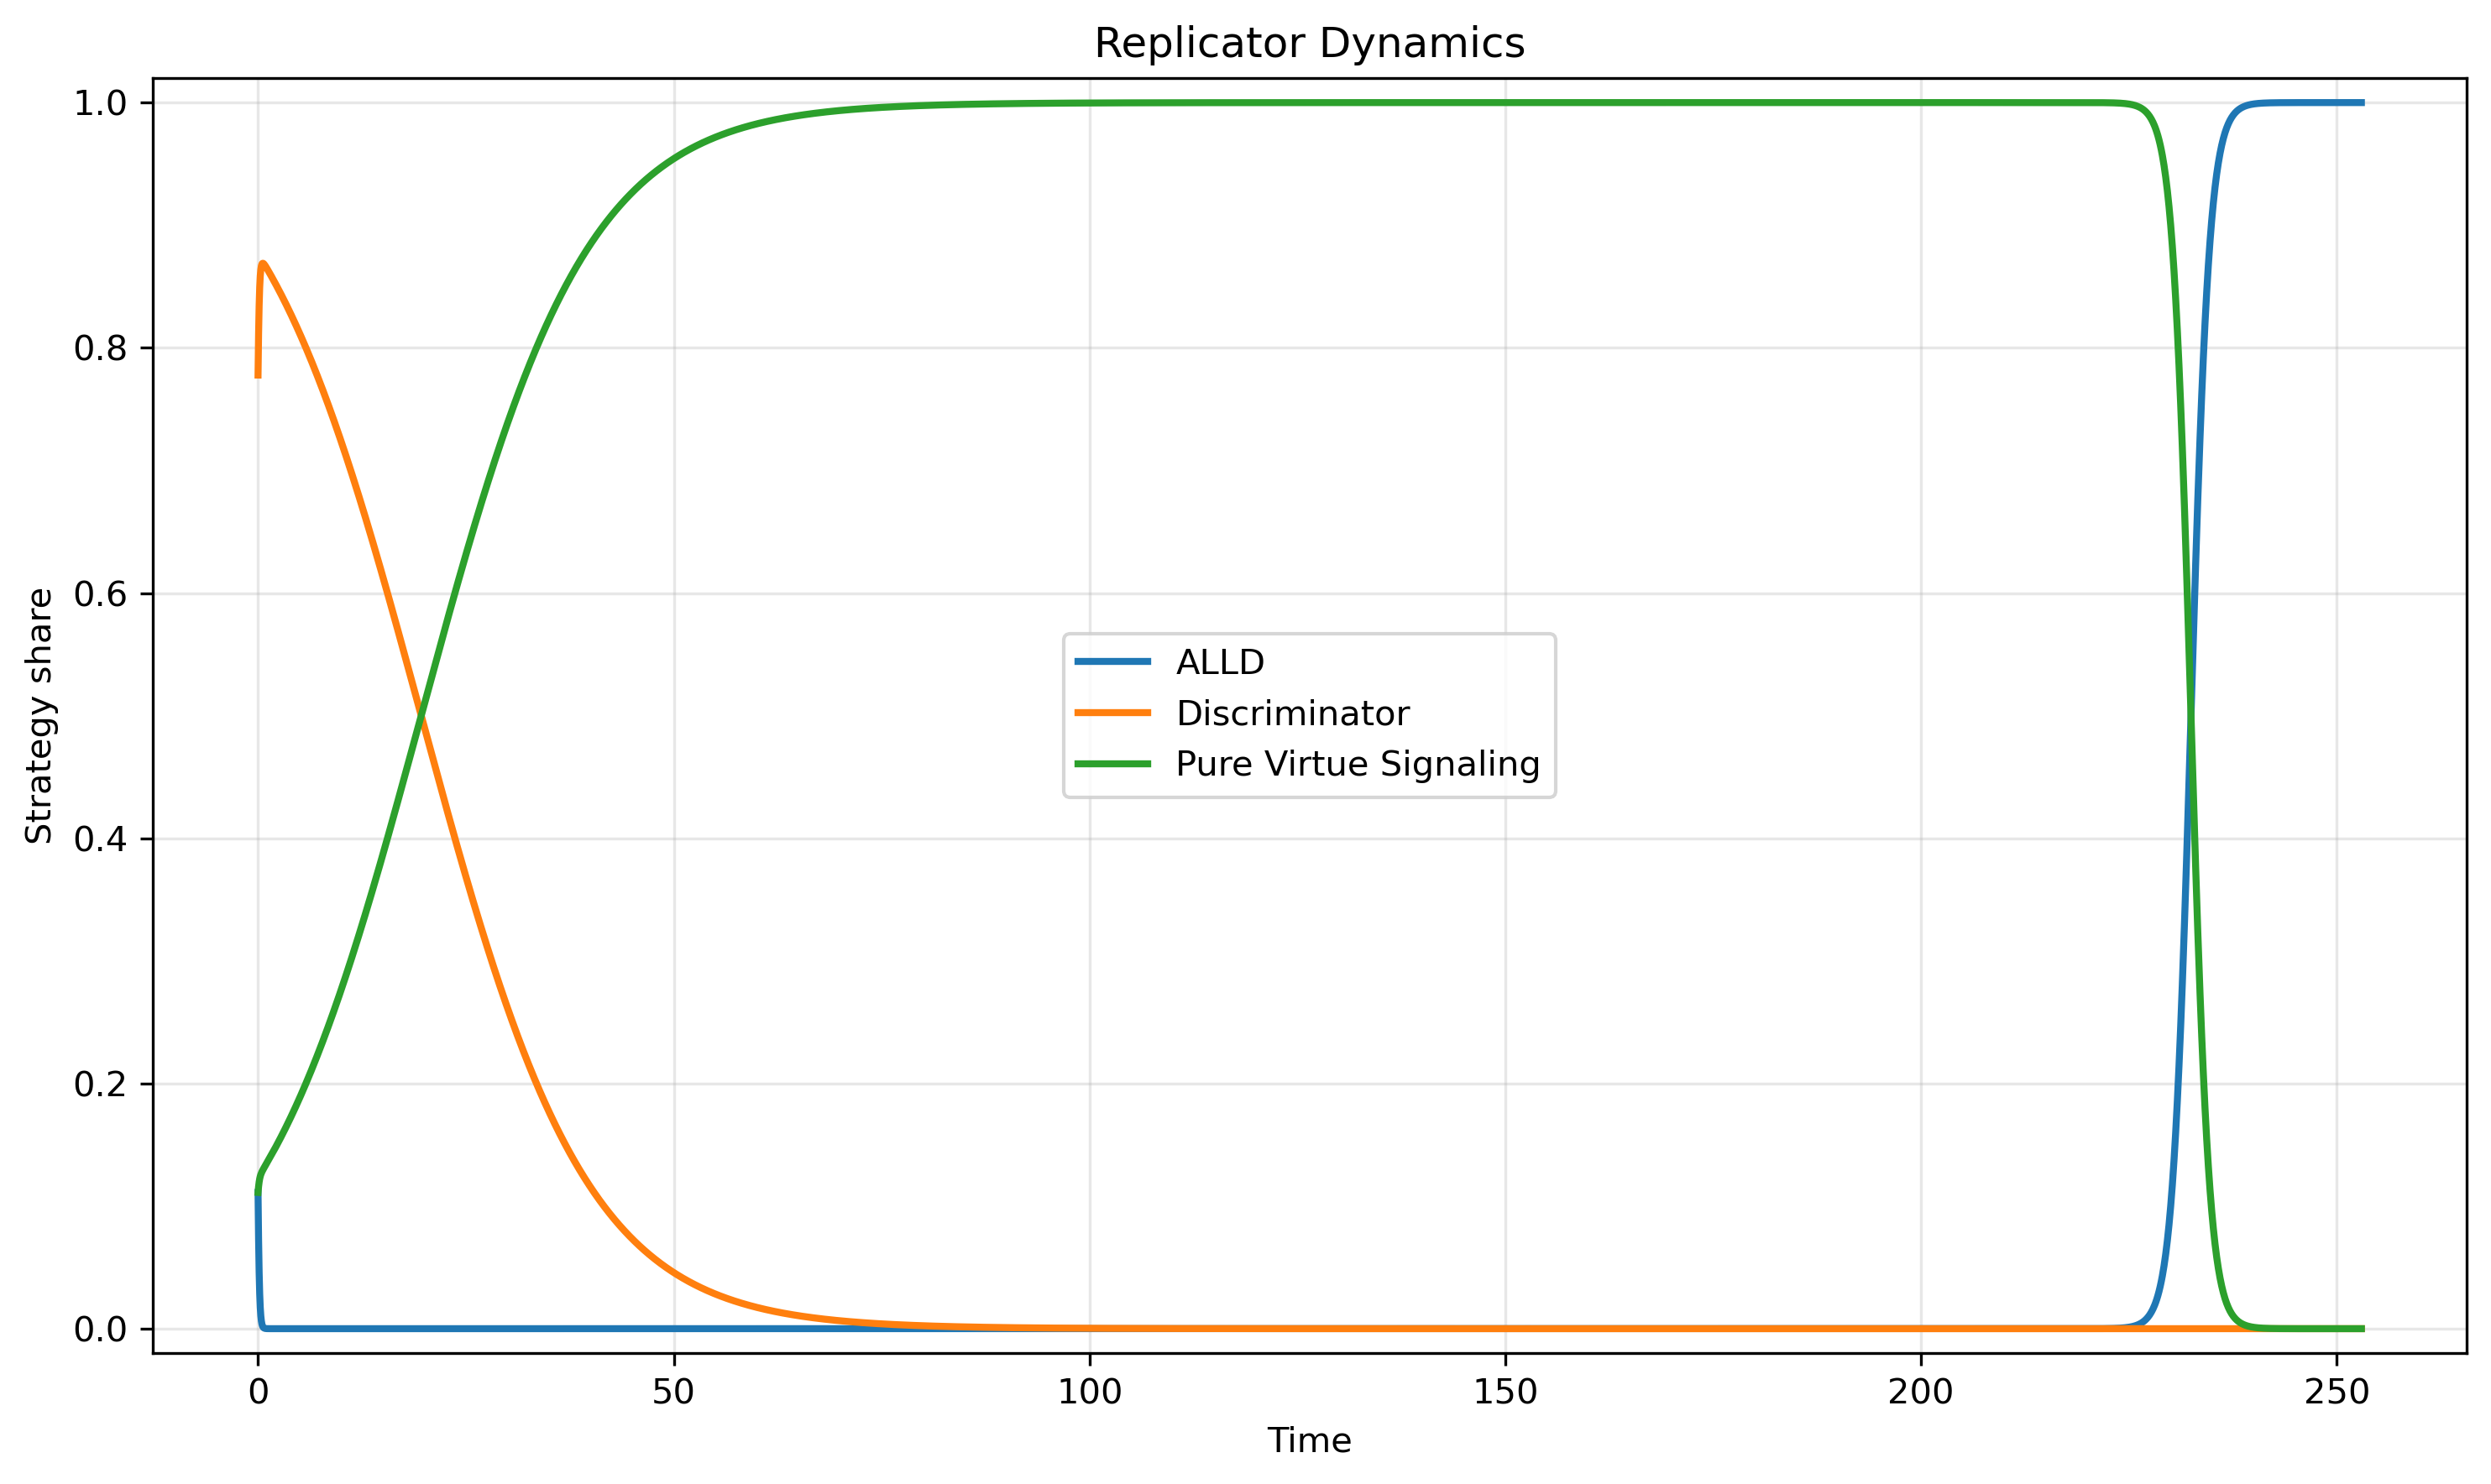 Replicator Dynamics
1.0
0.8
0.6
0.4
0.2
0.0
Strategy share
ALLD
Discriminator
Pure Virtue Signaling
0 50 100 150 200 250
Time